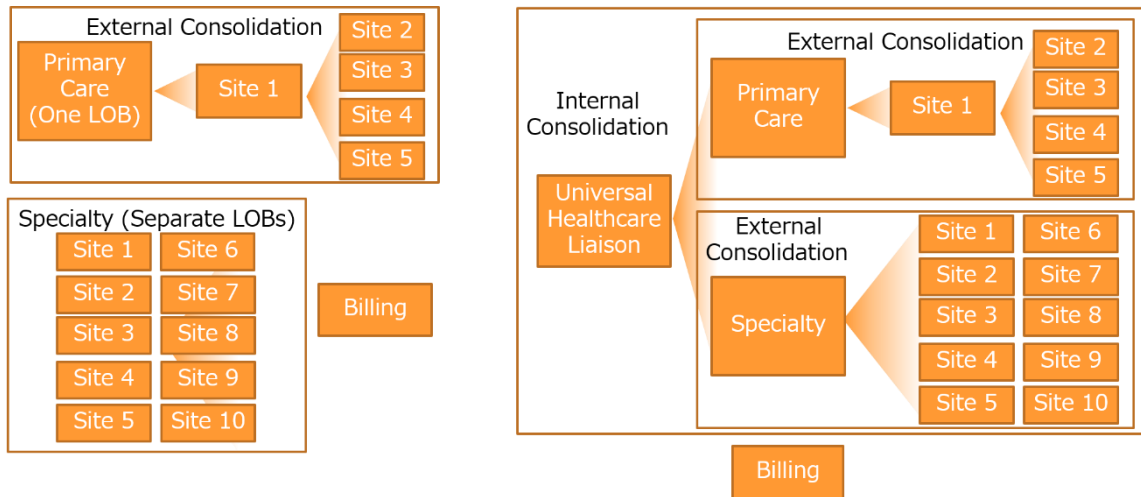 External Consolidation
Primary
Care
(One LOB)
Site 1
Site 2
Site 3
Site 4
Site 5
Specialty (Separate LOBs)
Site 1
Site 6
Site 2
Site 7
Site 3
Site 8
Site 4
Site 9
Site 5
Site 10
Billing
Internal
Consolidation
Universal
Healthcare
Liaison
External Consolidation
Primary
Care
Site 1
Site 2
Site 3
Site 4
Site 5
External
Consolidation
Specialty
Site 1
Site 6
Site 2
Site 7
Site 3
Site 8
Site 4
Site 9
Site 5
Site 10
Billing